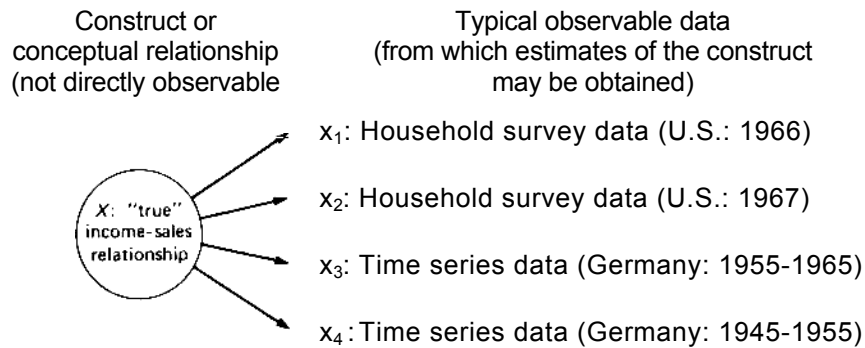 Construct or
conceptual relationship
(not directly observable
Typical observable data
(from which estimates of the construct
may be obtained)
X: "true"
income-sales
relationship
x₁: Household survey data (U.S.: 1966)
x₂: Household survey data (U.S.: 1967)
x₃: Time series data (Germany: 1955-1965)
x₄: Time series data (Germany: 1945-1955)